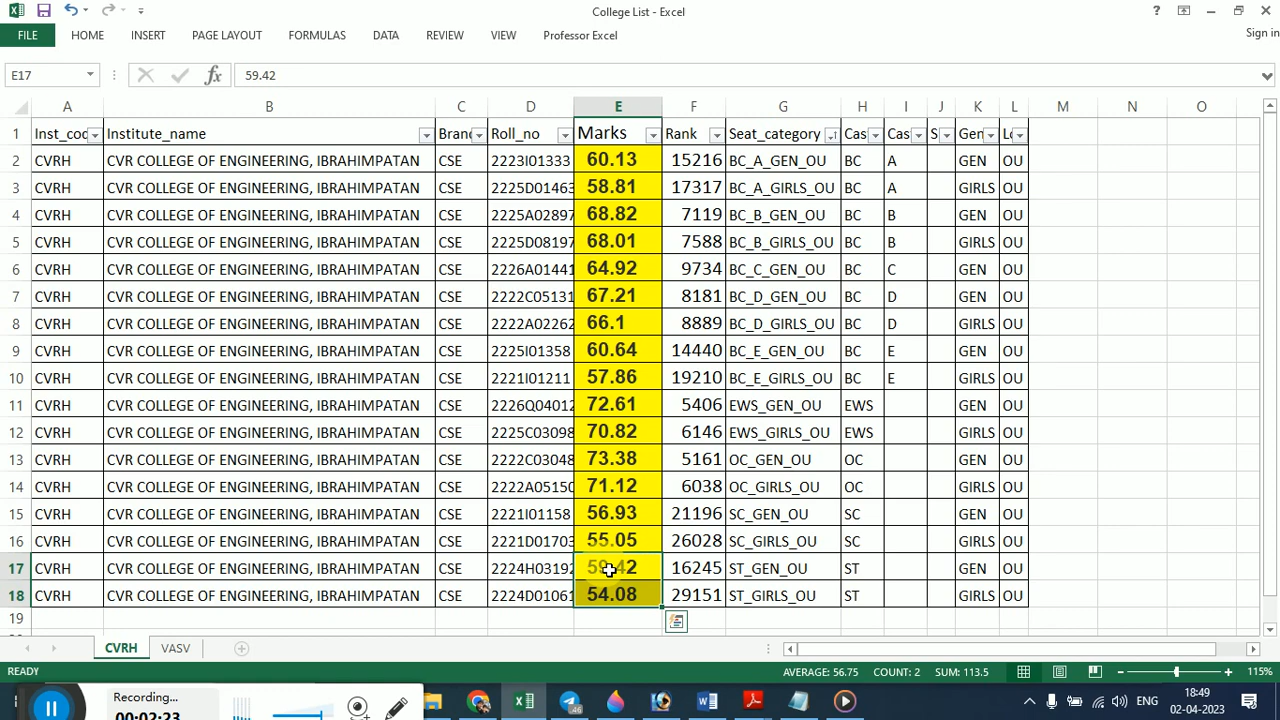 College List - Excel
Sign in
FILE HOME INSERT PAGE LAYOUT FORMULAS DATA REVIEW VIEW Professor Excel
E17 fx 59.42
A B C D E F G H I J K L M N O
1 Inst_coc Institute_name Branc Roll_no Marks Rank Seat_category Cas Cas S Gen Lo
2 CVRH CVR COLLEGE OF ENGINEERING, IBRAHIMPATAN CSE 2223I01333 60.13 15216 BC_A_GEN_OU BC A GEN OU
3 CVRH CVR COLLEGE OF ENGINEERING, IBRAHIMPATAN CSE 2225D01463 58.81 17317 BC_A_GIRLS_OU BC A GIRLS OU
4 CVRH CVR COLLEGE OF ENGINEERING, IBRAHIMPATAN CSE 2225A02897 68.82 7119 BC_B_GEN_OU BC B GEN OU
5 CVRH CVR COLLEGE OF ENGINEERING, IBRAHIMPATAN CSE 2225D08197 68.01 7588 BC_B_GIRLS_OU BC B GIRLS OU
6 CVRH CVR COLLEGE OF ENGINEERING, IBRAHIMPATAN CSE 2226A01441 64.92 9734 BC_C_GEN_OU BC C GEN OU
7 CVRH CVR COLLEGE OF ENGINEERING, IBRAHIMPATAN CSE 2222C05131 67.21 8181 BC_D_GEN_OU BC D GEN OU
8 CVRH CVR COLLEGE OF ENGINEERING, IBRAHIMPATAN CSE 2222A02262 66.1 8889 BC_D_GIRLS_OU BC D GIRLS OU
9 CVRH CVR COLLEGE OF ENGINEERING, IBRAHIMPATAN CSE 2225I01358 60.64 14440 BC_E_GEN_OU BC E GEN OU
10 CVRH CVR COLLEGE OF ENGINEERING, IBRAHIMPATAN CSE 2221I01211 57.86 19210 BC_E_GIRLS_OU BC E GIRLS OU
11 CVRH CVR COLLEGE OF ENGINEERING, IBRAHIMPATAN CSE 2226Q04012 72.61 5406 EWS_GEN_OU EWS GEN OU
12 CVRH CVR COLLEGE OF ENGINEERING, IBRAHIMPATAN CSE 2225C03098 70.82 6146 EWS_GIRLS_OU EWS GIRLS OU
13 CVRH CVR COLLEGE OF ENGINEERING, IBRAHIMPATAN CSE 2222C03048 73.38 5161 OC_GEN_OU OC GEN OU
14 CVRH CVR COLLEGE OF ENGINEERING, IBRAHIMPATAN CSE 2222A05150 71.12 6038 OC_GIRLS_OU OC GIRLS OU
15 CVRH CVR COLLEGE OF ENGINEERING, IBRAHIMPATAN CSE 2221I01158 56.93 21196 SC_GEN_OU SC GEN OU
16 CVRH CVR COLLEGE OF ENGINEERING, IBRAHIMPATAN CSE 2221D01703 55.05 26028 SC_GIRLS_OU SC GIRLS OU
17 CVRH CVR COLLEGE OF ENGINEERING, IBRAHIMPATAN CSE 2224H03192 59.42 16245 ST_GEN_OU ST GEN OU
18 CVRH CVR COLLEGE OF ENGINEERING, IBRAHIMPATAN CSE 2224D01061 54.08 29151 ST_GIRLS_OU ST GIRLS OU
19
CVRH VASV
READY AVERAGE: 56.75 COUNT: 2 SUM: 113.5 115%
Recording...
00:02:23
46
ENG
18:49
02-04-2023